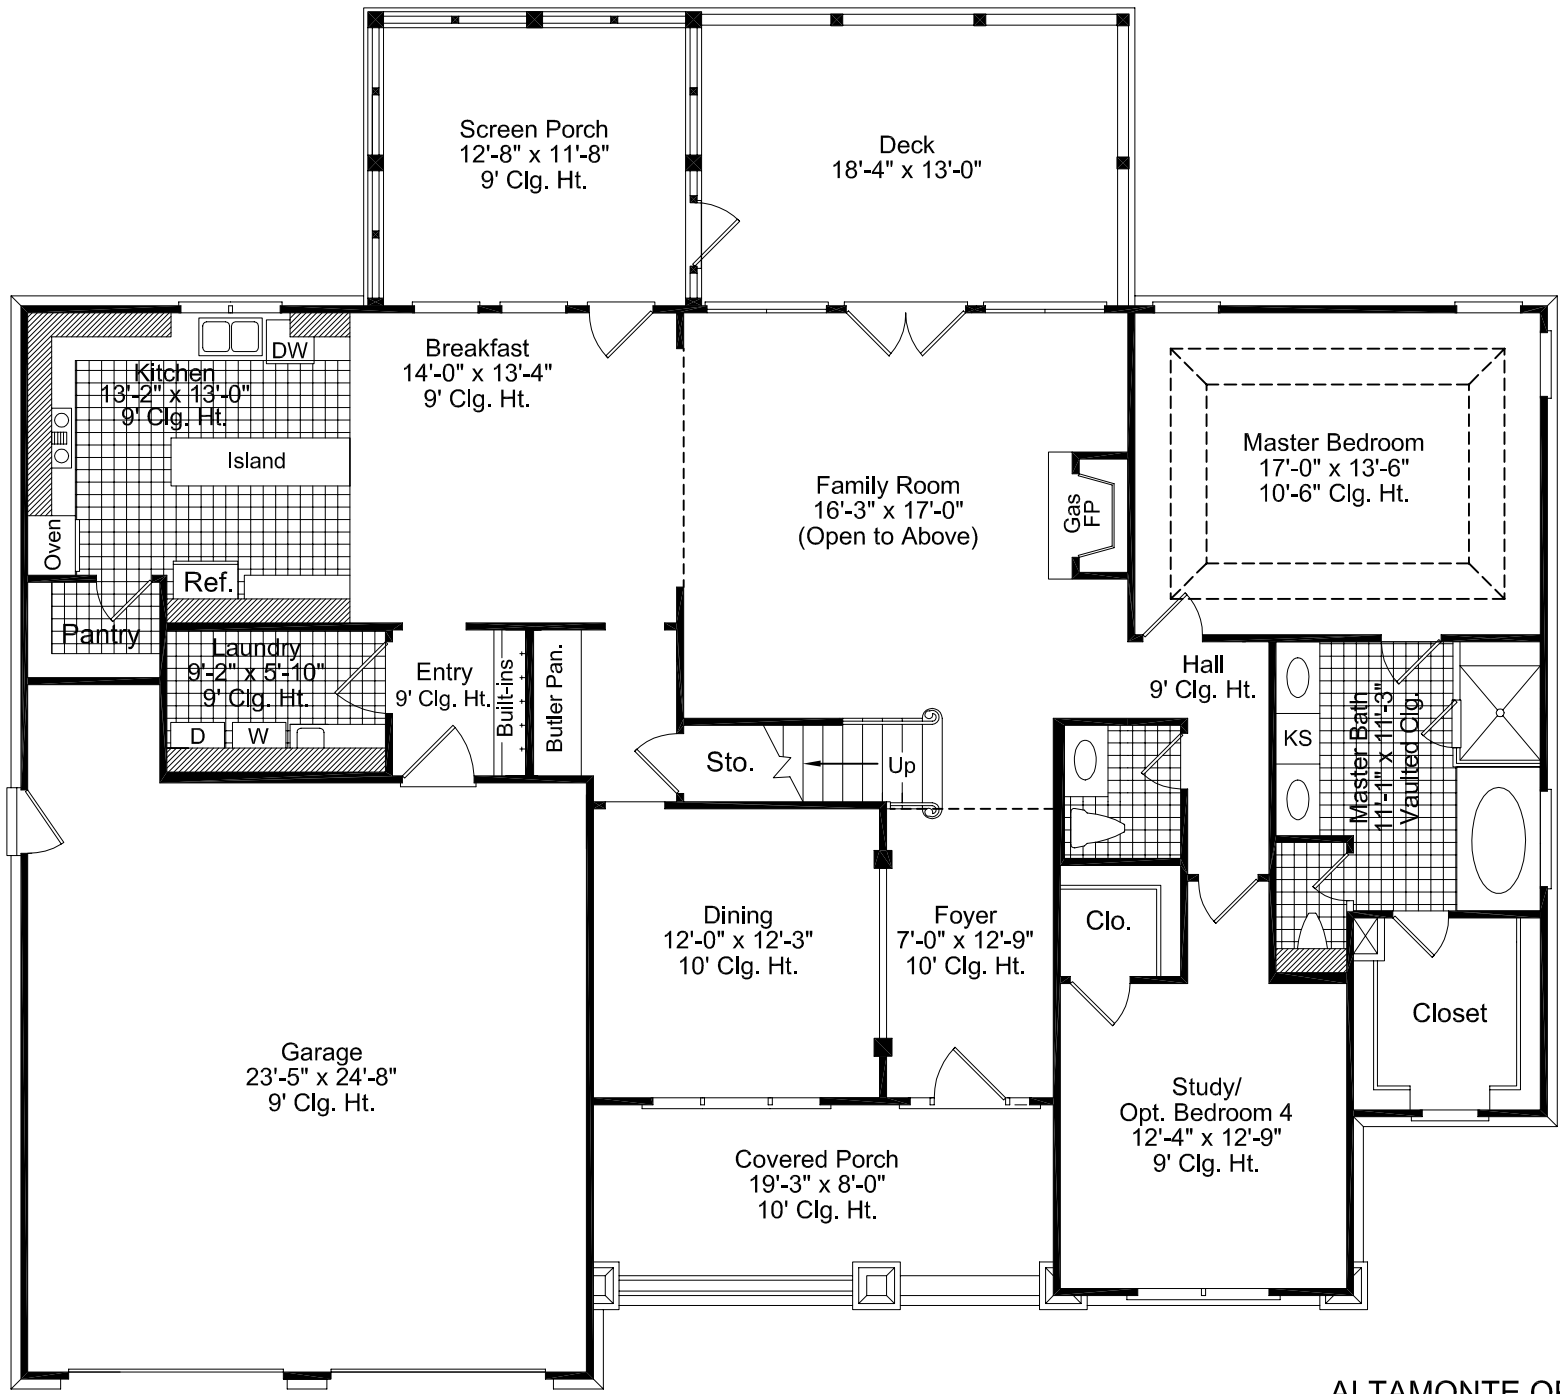 Screen Porch
12'-8" x 11'-8"
9' Clg. Ht.
Deck
18'-4" x 13'-0"
DW
Kitchen
13'-2" x 13'-0"
9' Clg. Ht.
Island
Oven
Ref.
Pantry
Breakfast
14'-0" x 13'-4"
9' Clg. Ht.
Family Room
16'-3" x 17'-0"
(Open to Above)
Gas
FP
Master Bedroom
17'-0" x 13'-6"
10'-6" Clg. Ht.
Laundry
9'-2" x 5'-10"
9' Clg. Ht.
D
W
Entry
9' Clg. Ht.
Built-ins
Butler Pan.
Sto.
Up
Hall
9' Clg. Ht.
KS
Master Bath
11'-1" x 11'-3"
Vaulted Clg.
Dining
12'-0" x 12'-3"
10' Clg. Ht.
Foyer
7'-0" x 12'-9"
10' Clg. Ht.
Clo.
Closet
Garage
23'-5" x 24'-8"
9' Clg. Ht.
Study/
Opt. Bedroom 4
12'-4" x 12'-9"
9' Clg. Ht.
Covered Porch
19'-3" x 8'-0"
10' Clg. Ht.
ALTAMONTE